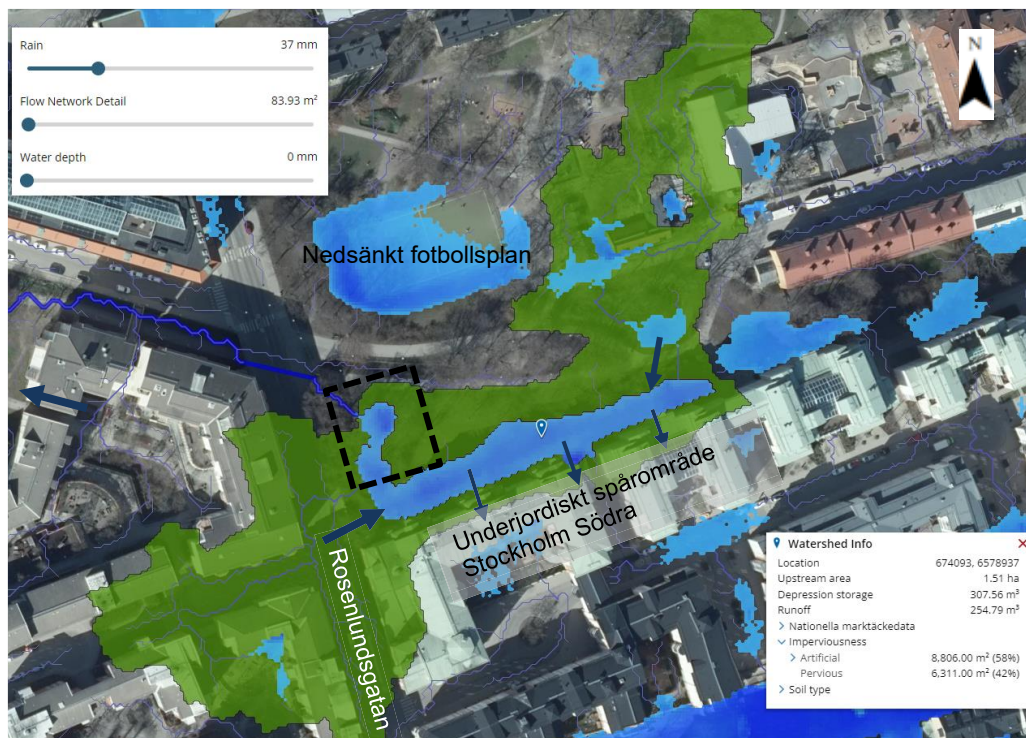 Rain 37 mm
Flow Network Detail 83.93 m²
Water depth 0 mm
N
Nedsänkt fotbollsplan
Underjordiskt spårområde
Stockholm Södra
Rosenlundsgatan
Watershed Info
Location 674093, 6578937
Upstream area 1.51 ha
Depression storage 307.56 m³
Runoff 254.79 m³
Nationella marktäckedata
Imperviousness
Artificial 8,806.00 m² (58%)
Pervious 6,311.00 m² (42%)
Soil type